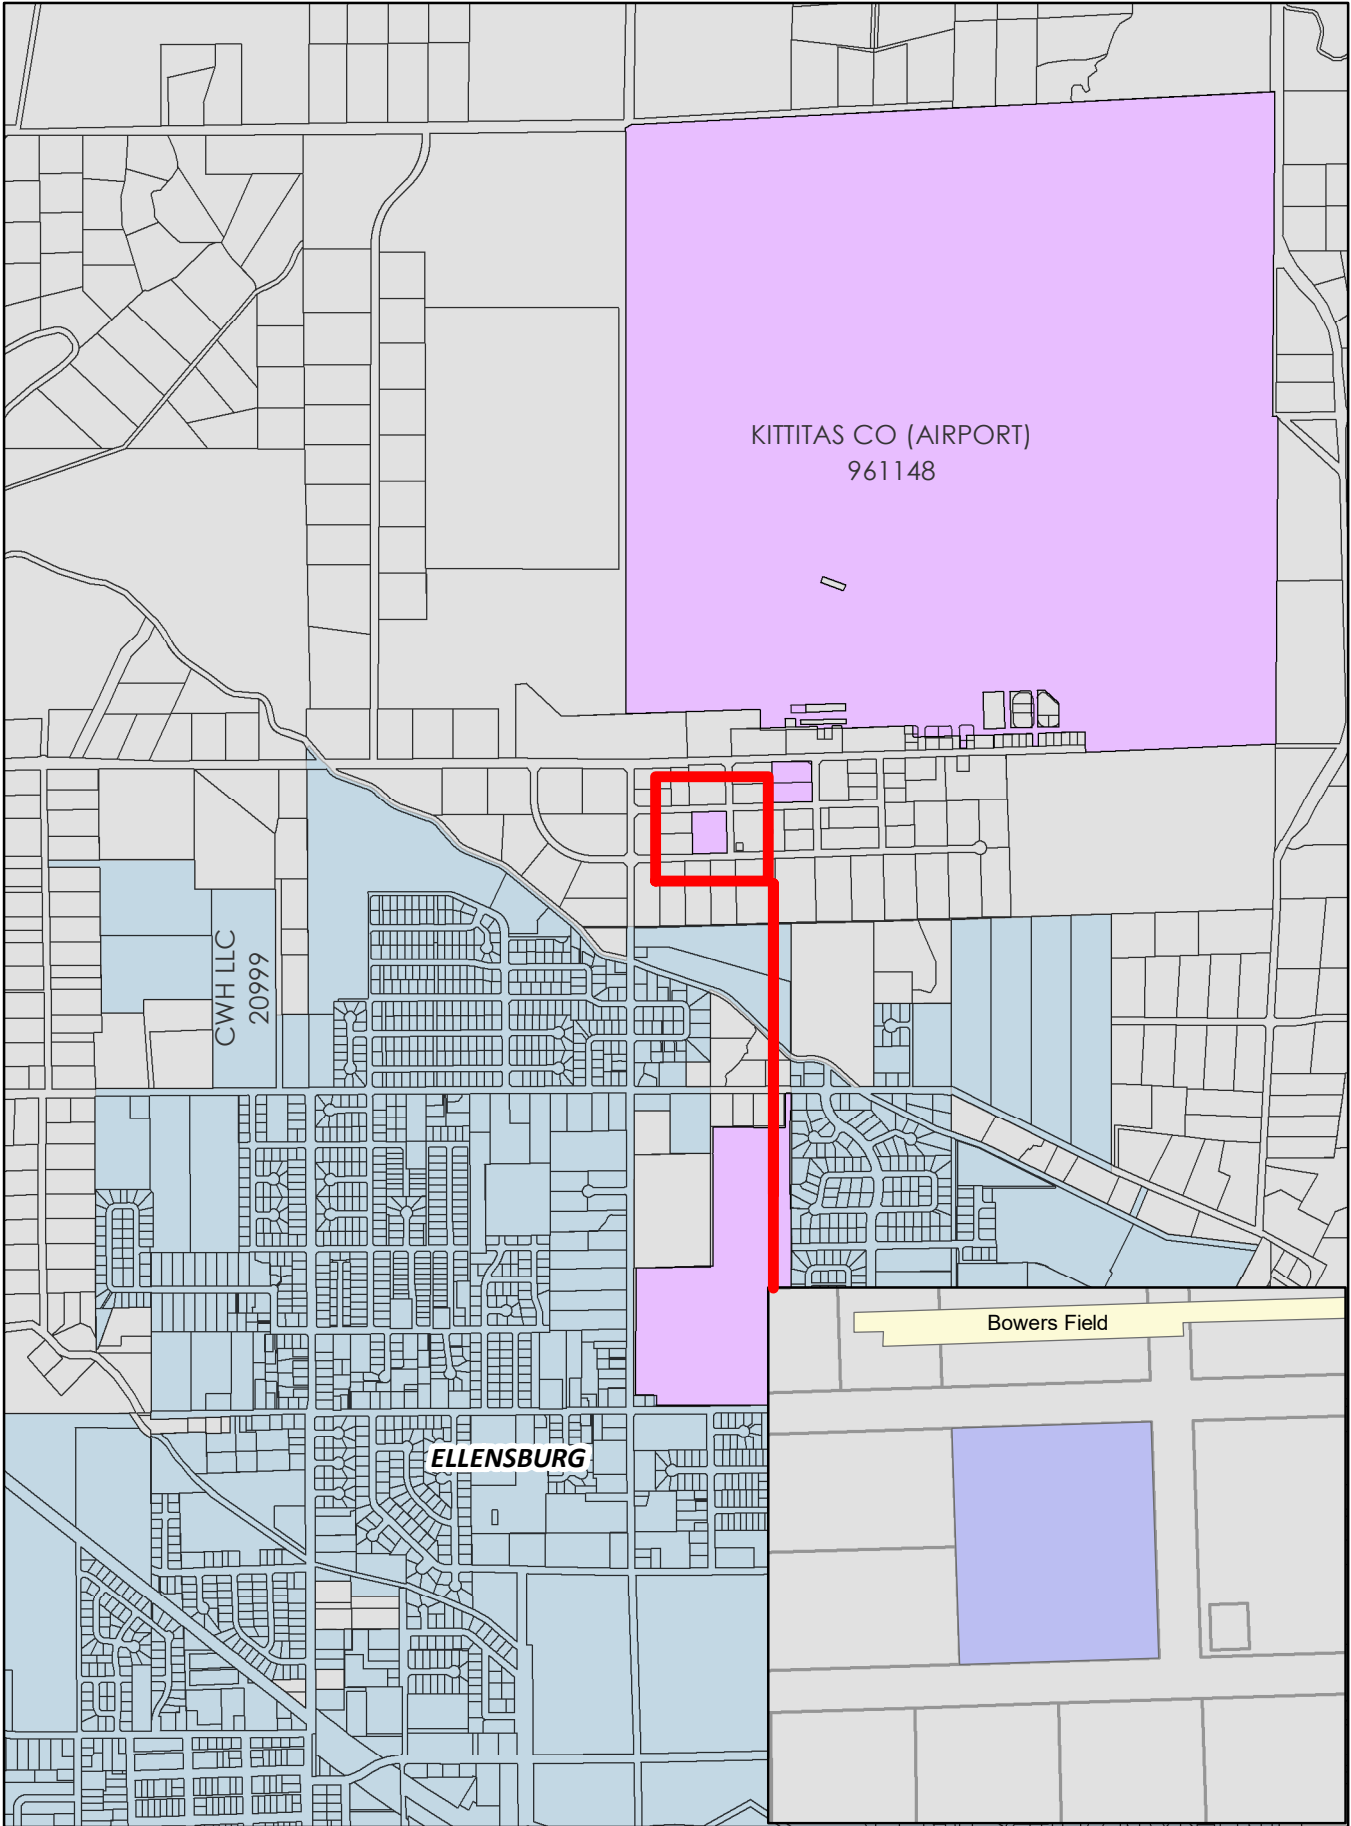 KITTITAS CO (AIRPORT)
961148
CWH LLC
20999
ELLENSBURG
Bowers Field